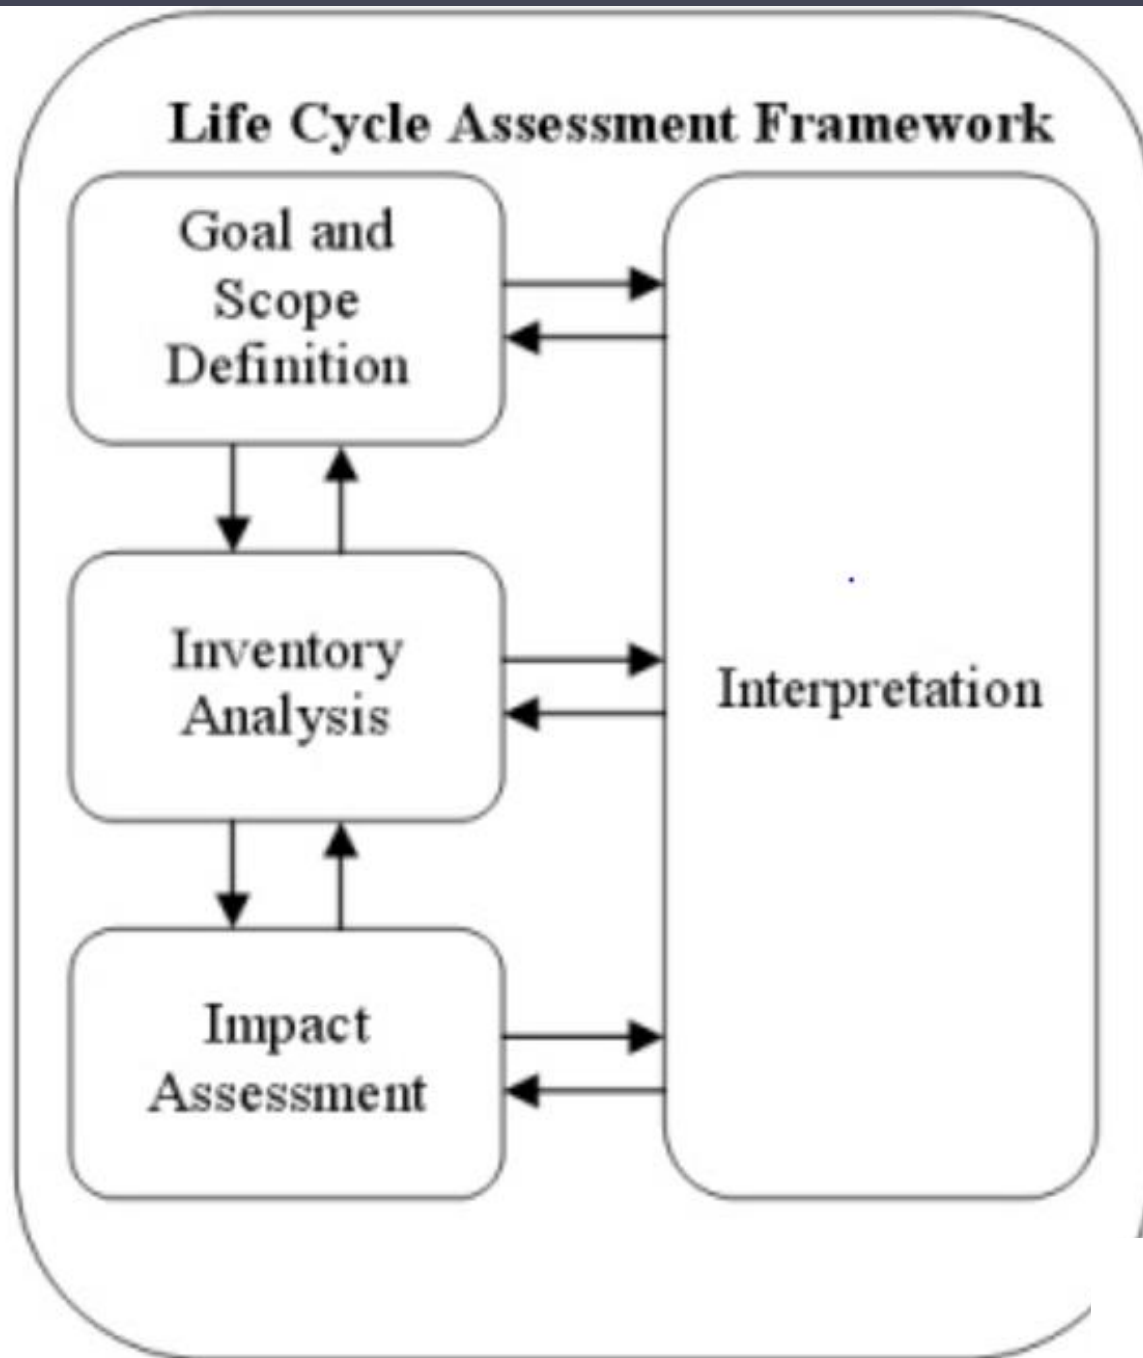 Life Cycle Assessment Framework
Goal and
Scope
Definition
Inventory
Analysis
Impact
Assessment
Interpretation